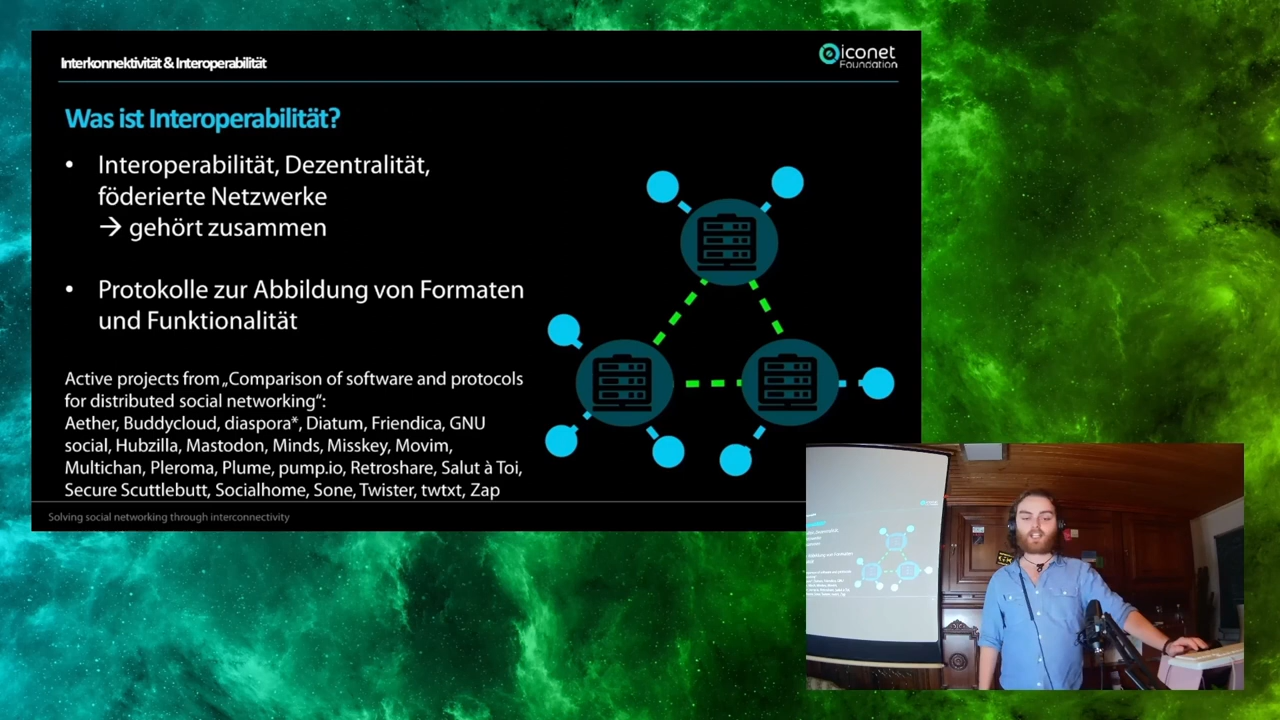 Interkonnektivität & Interoperabilität
iconet
Foundation
Was ist Interoperabilität?
• Interoperabilität, Dezentralität,
föderierte Netzwerke
→ gehört zusammen
• Protokolle zur Abbildung von Formaten
und Funktionalität
Active projects from „Comparison of software and protocols
for distributed social networking“:
Aether, Buddycloud, diaspora*, Diatum, Friendica, GNU
social, Hubzilla, Mastodon, Minds, Misskey, Movim,
Multichan, Pleroma, Plume, pump.io, Retroshare, Salut à Toi,
Secure Scuttlebutt, Socialhome, Sone, Twister, twtxt, Zap
Solving social networking through interconnectivity